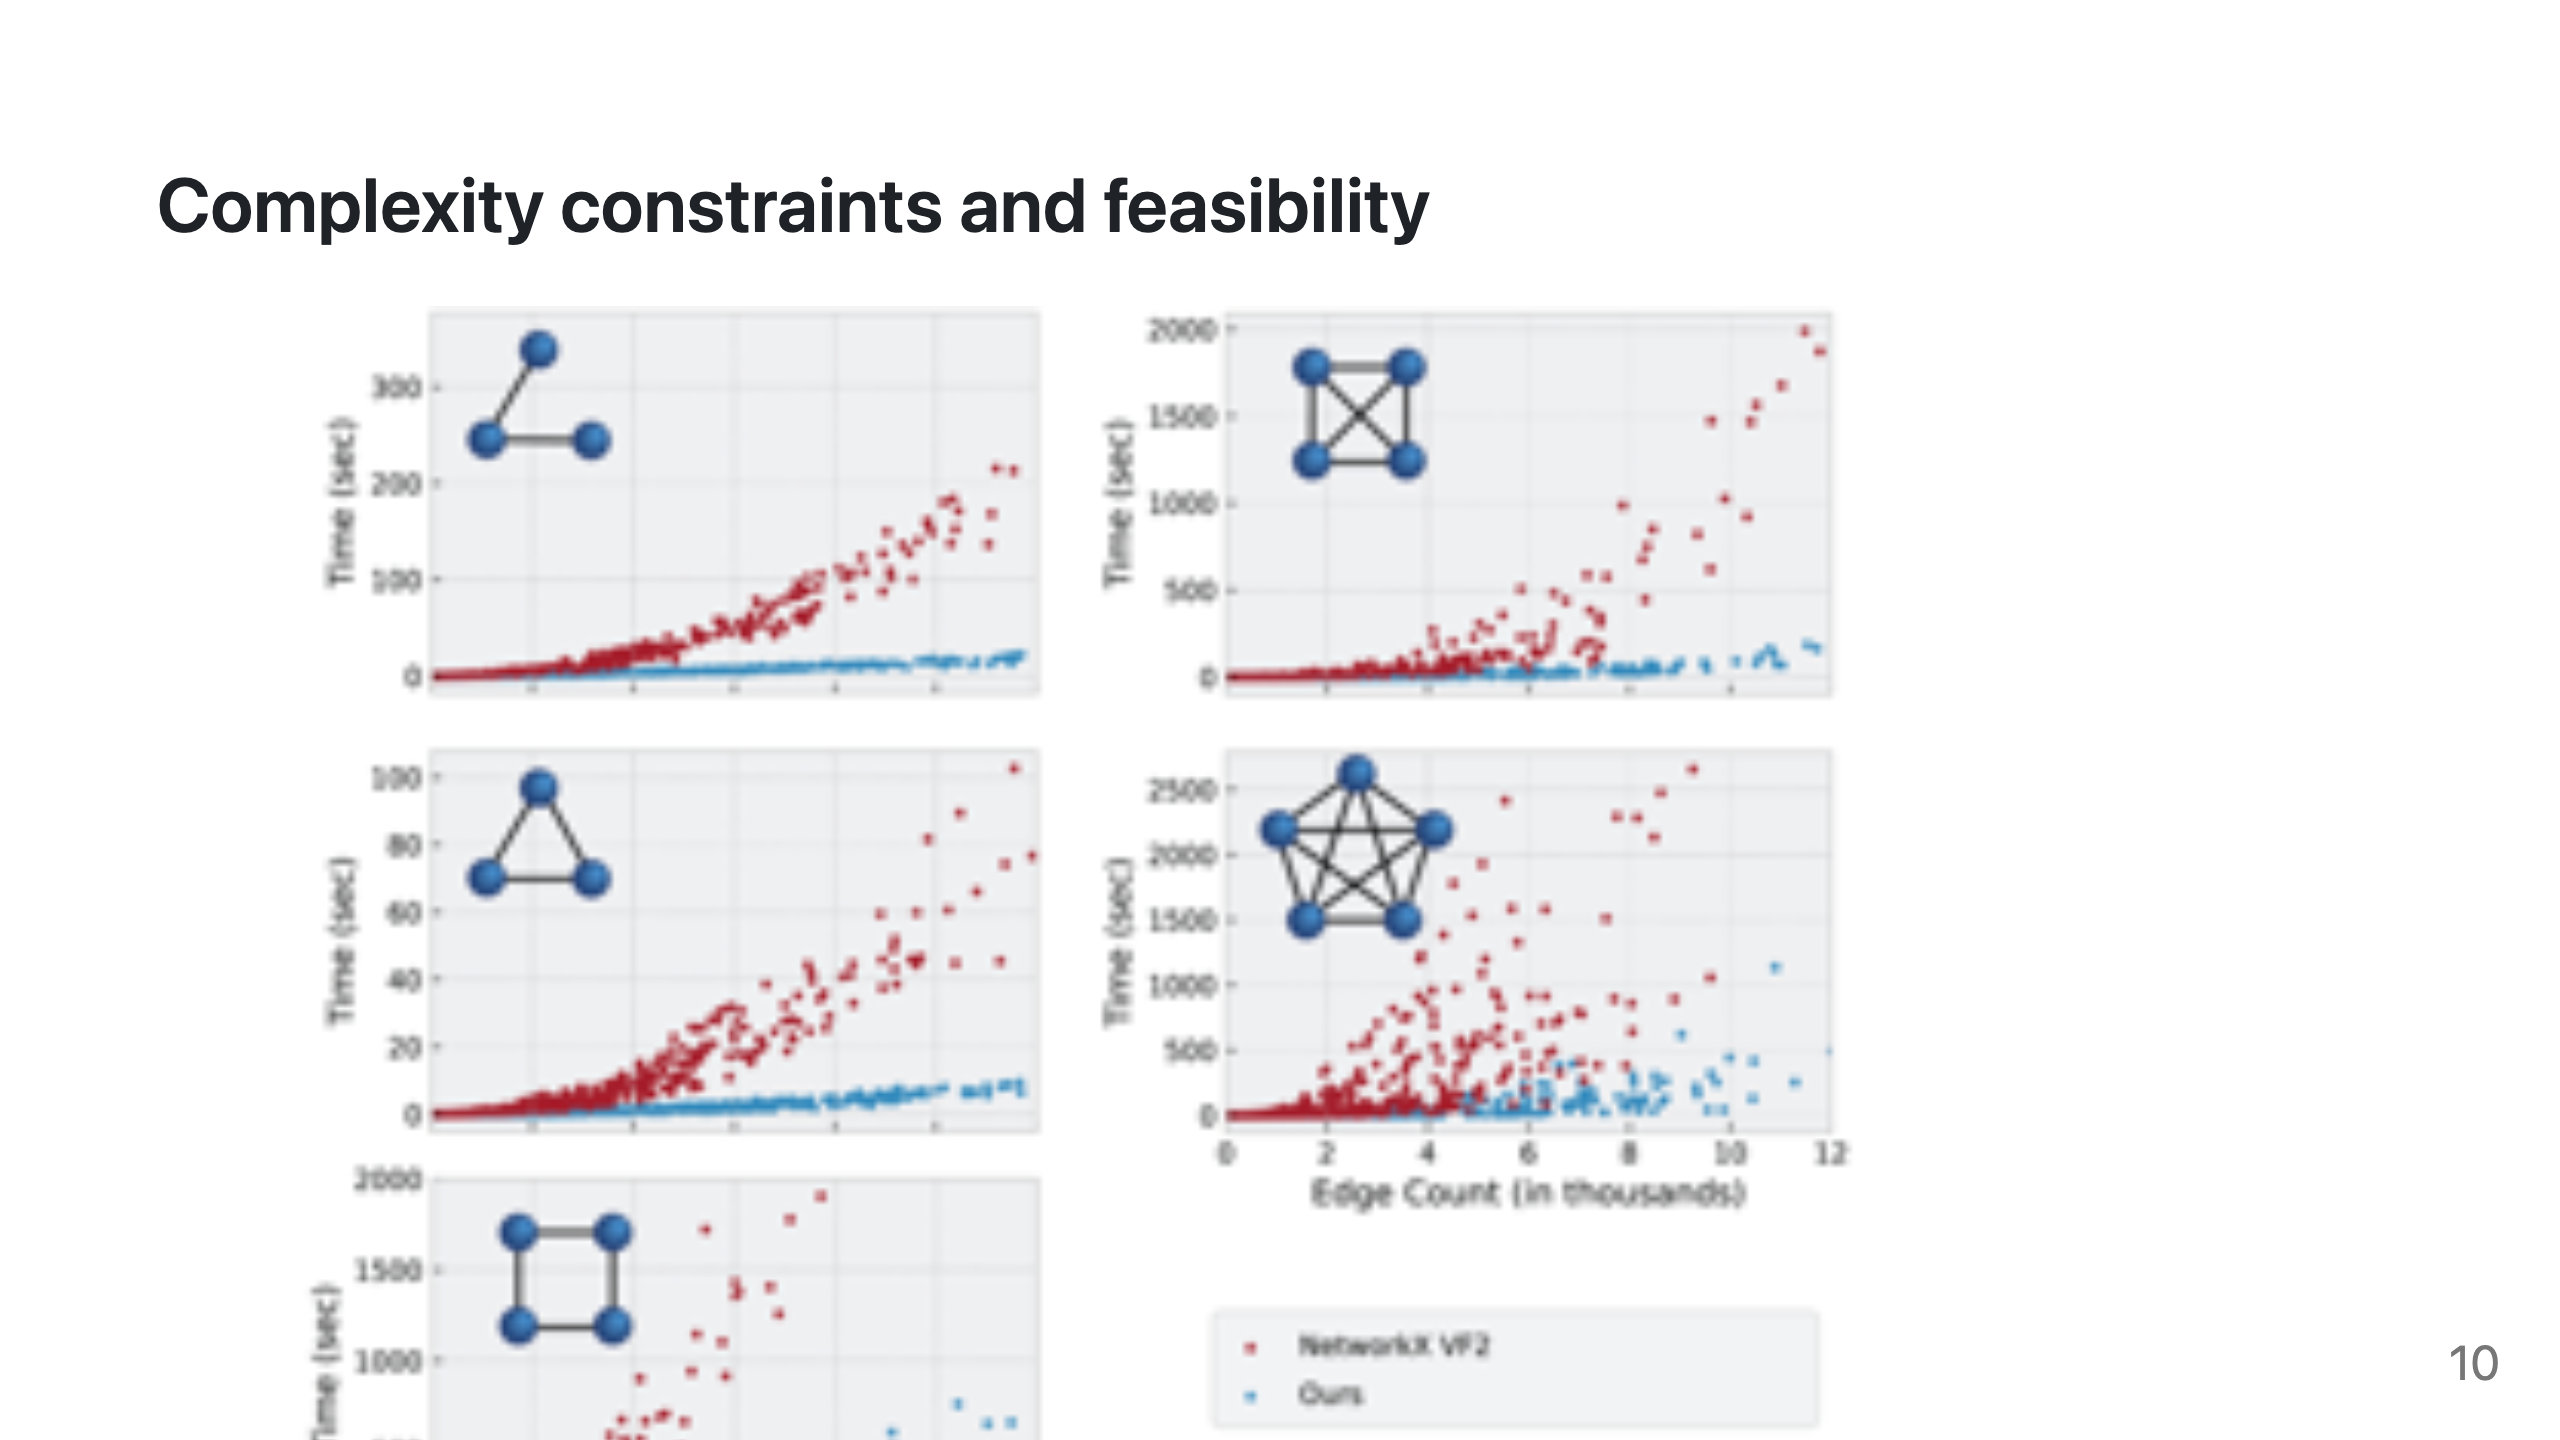 Complexity constraints and feasibility
Time (sec)
300
200
100
0
Time (sec)
2000
1500
1000
500
0
Time (sec)
100
80
60
40
20
0
Time (sec)
2500
2000
1500
1000
500
0
0 2 4 6 8 10 12
Edge Count (in thousands)
Time (sec)
2000
1500
1000
NetworkX VF2
Ours
10